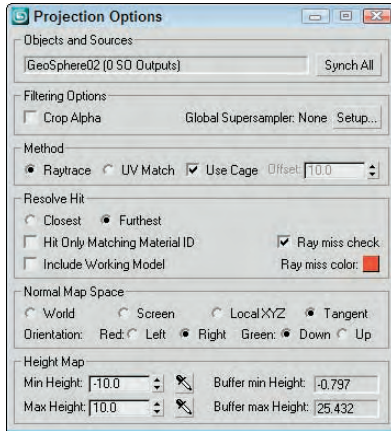 Projection Options
Objects and Sources
GeoSphere02 (0 SO Outputs) Synch All
Filtering Options
Crop Alpha Global Supersampler: None Setup...
Method
Raytrace UV Match Use Cage Offset: 10.0
Resolve Hit
Closest Furthest
Hit Only Matching Material ID Ray miss check
Include Working Model Ray miss color:
Normal Map Space
World Screen Local XYZ Tangent
Orientation: Red: Left Right Green: Down Up
Height Map
Min Height: -10.0 Buffer min Height: -0.797
Max Height: 10.0 Buffer max Height: 25.432